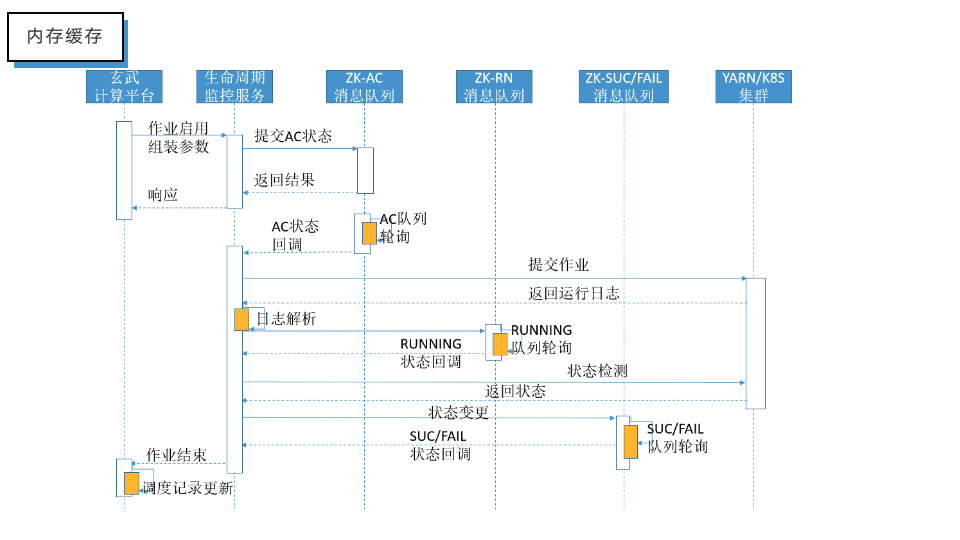 内存缓存
玄武
计算平台
生命周期
监控服务
ZK-AC
消息队列
ZK-RN
消息队列
ZK-SUC/FAIL
消息队列
YARN/K8S
集群
作业启用
组装参数
提交AC状态
返回结果
响应
AC队列
轮询
AC状态
回调
提交作业
返回运行日志
日志解析
RUNNING
队列轮询
RUNNING
状态回调
状态检测
返回状态
状态变更
SUC/FAIL
队列轮询
SUC/FAIL
状态回调
作业结束
调度记录更新